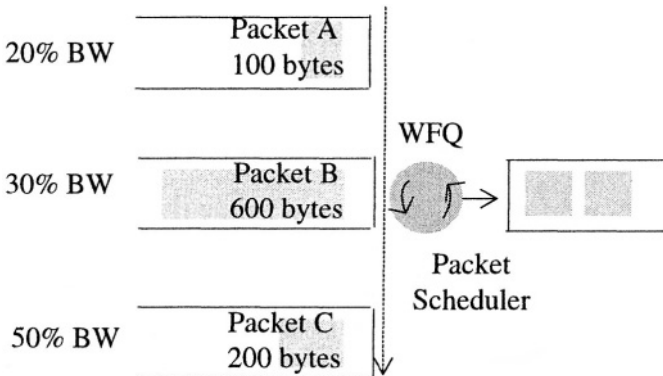 20% BW
Packet A
100 bytes
WFQ
30% BW
Packet B
600 bytes
Packet
Scheduler
50% BW
Packet C
200 bytes